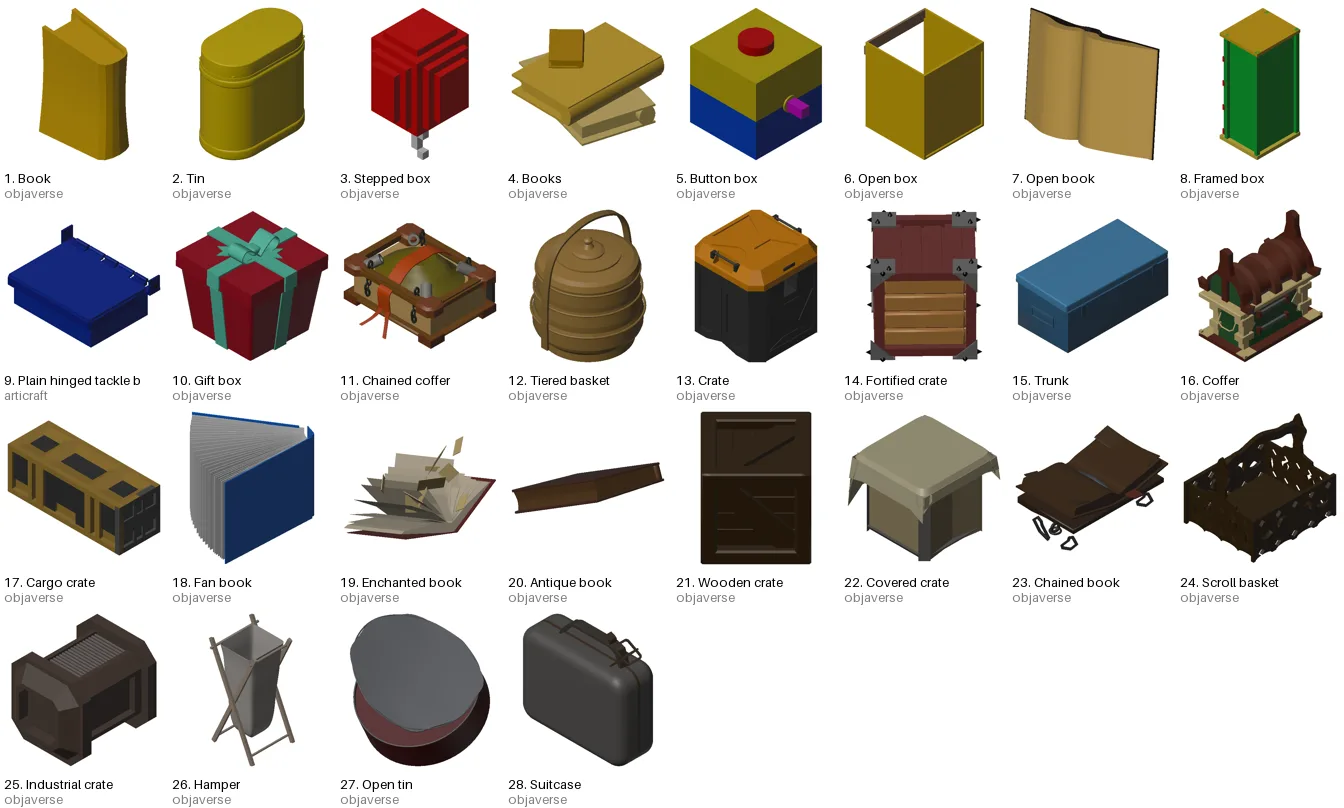 1. Book
objaverse
2. Tin
objaverse
3. Stepped box
objaverse
4. Books
objaverse
5. Button box
objaverse
6. Open box
objaverse
7. Open book
objaverse
8. Framed box
objaverse
9. Plain hinged tackle b
articraft
10. Gift box
objaverse
11. Chained coffer
objaverse
12. Tiered basket
objaverse
13. Crate
objaverse
14. Fortified crate
objaverse
15. Trunk
objaverse
16. Coffer
objaverse
17. Cargo crate
objaverse
18. Fan book
objaverse
19. Enchanted book
objaverse
20. Antique book
objaverse
21. Wooden crate
objaverse
22. Covered crate
objaverse
23. Chained book
objaverse
24. Scroll basket
objaverse
25. Industrial crate
objaverse
26. Hamper
objaverse
27. Open tin
objaverse
28. Suitcase
objaverse